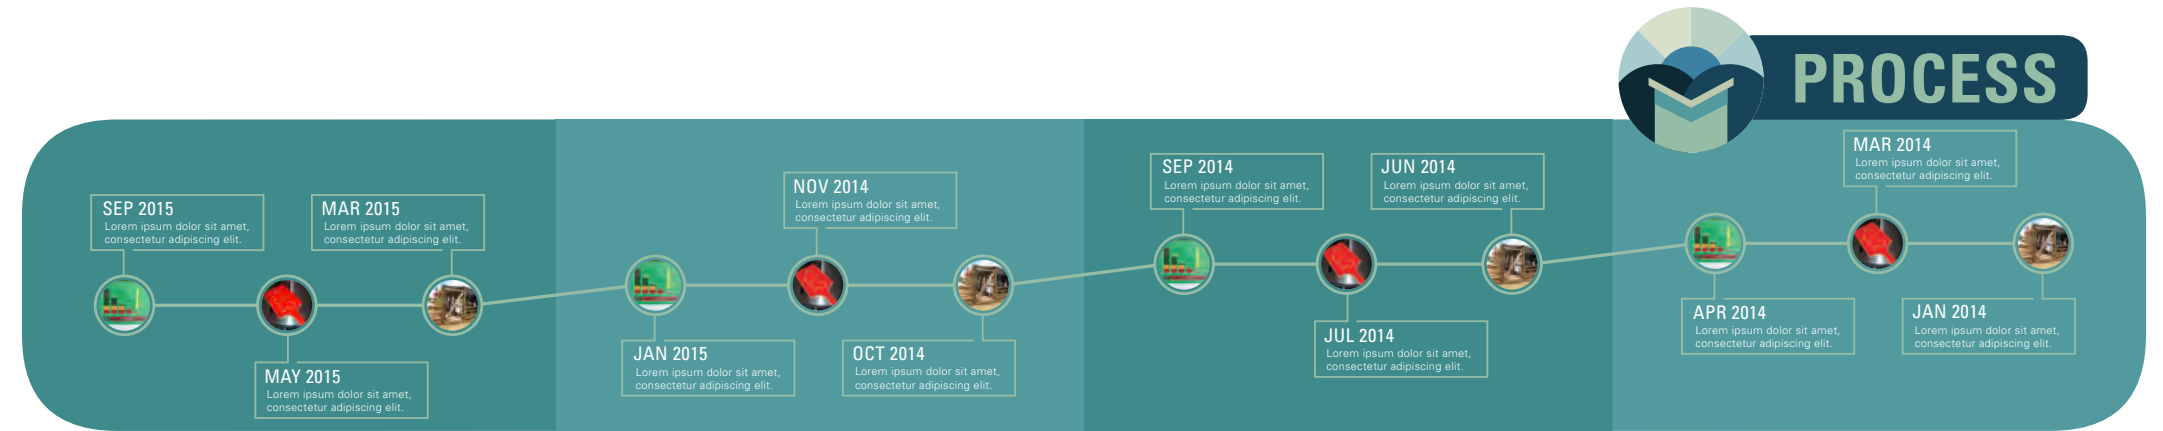 PROCESS
SEP 2015
Lorem ipsum dolor sit amet,
consectetur adipiscing elit.
MAY 2015
Lorem ipsum dolor sit amet,
consectetur adipiscing elit.
MAR 2015
Lorem ipsum dolor sit amet,
consectetur adipiscing elit.
JAN 2015
Lorem ipsum dolor sit amet,
consectetur adipiscing elit.
NOV 2014
Lorem ipsum dolor sit amet,
consectetur adipiscing elit.
OCT 2014
Lorem ipsum dolor sit amet,
consectetur adipiscing elit.
SEP 2014
Lorem ipsum dolor sit amet,
consectetur adipiscing elit.
JUL 2014
Lorem ipsum dolor sit amet,
consectetur adipiscing elit.
JUN 2014
Lorem ipsum dolor sit amet,
consectetur adipiscing elit.
APR 2014
Lorem ipsum dolor sit amet,
consectetur adipiscing elit.
MAR 2014
Lorem ipsum dolor sit amet,
consectetur adipiscing elit.
JAN 2014
Lorem ipsum dolor sit amet,
consectetur adipiscing elit.